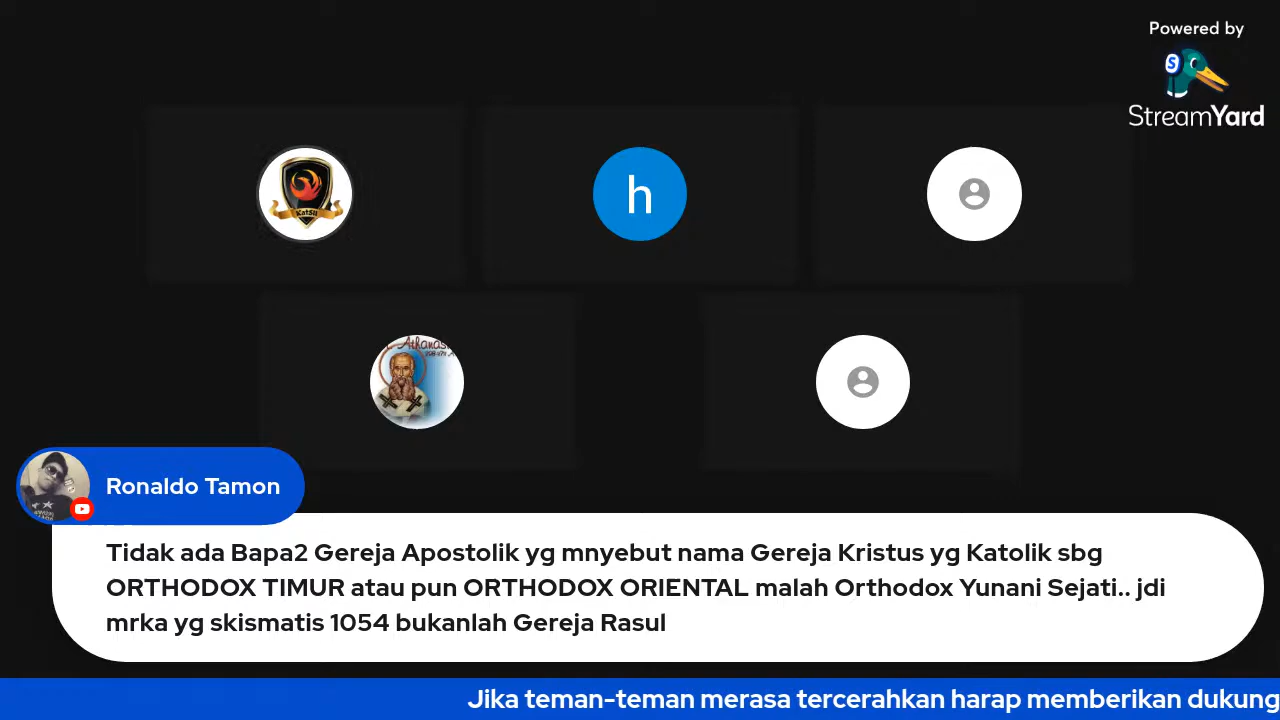 Powered by
StreamYard
KatSu
h
Athanas
Ronaldo Tamon
Tidak ada Bapa2 Gereja Apostolik yg mnyebut nama Gereja Kristus yg Katolik sbg
ORTHODOX TIMUR atau pun ORTHODOX ORIENTAL malah Orthodox Yunani Sejati.. jdi
mrka yg skismatis 1054 bukanlah Gereja Rasul
Jika teman-teman merasa tercerahkan harap memberikan dukung